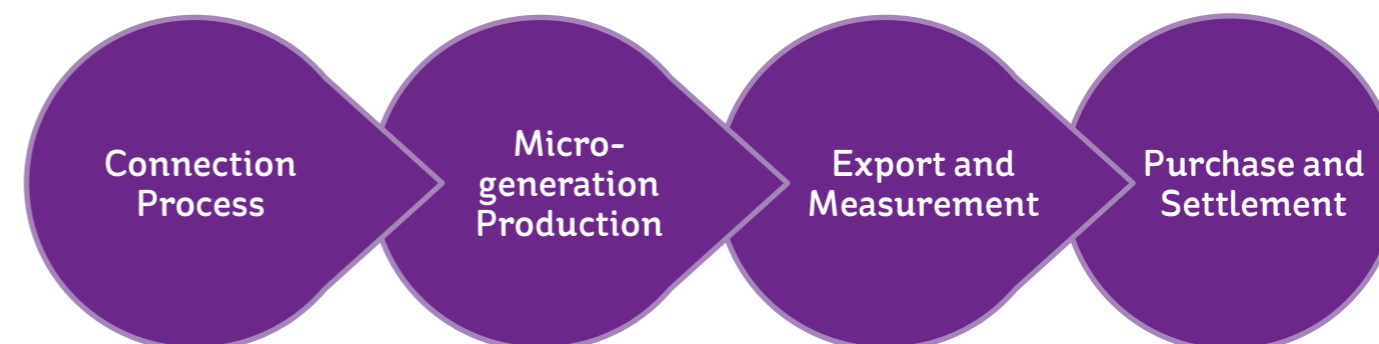 Connection
Process
Micro-
generation
Production
Export and
Measurement
Purchase and
Settlement